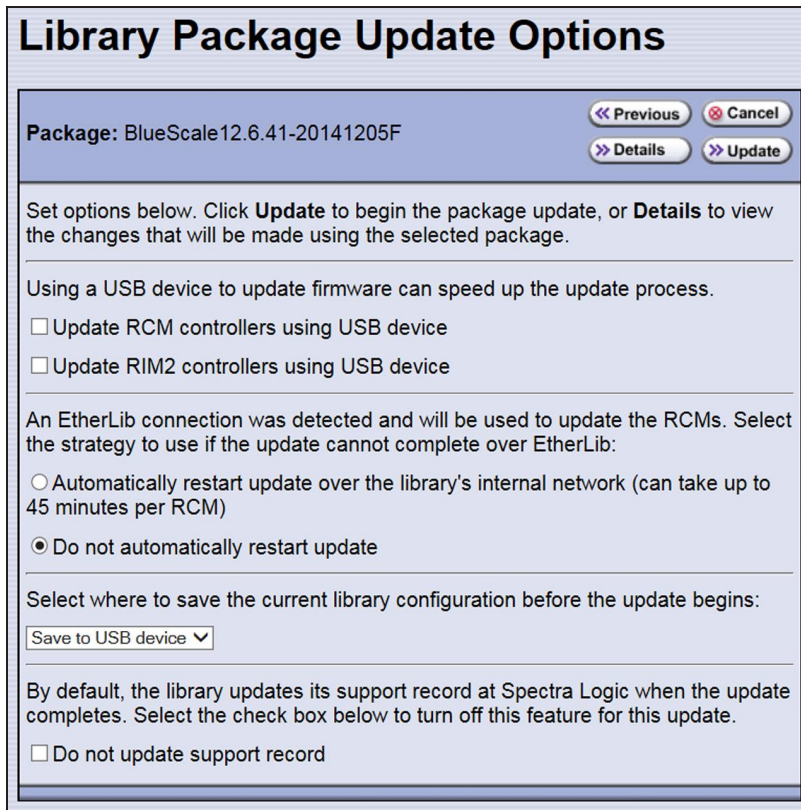 Library Package Update Options
Package: BlueScale12.6.41-20141205F
Previous
Cancel
Details
Update
Set options below. Click Update to begin the package update, or Details to view
the changes that will be made using the selected package.
Using a USB device to update firmware can speed up the update process.
Update RCM controllers using USB device
Update RIM2 controllers using USB device
An EtherLib connection was detected and will be used to update the RCMs. Select
the strategy to use if the update cannot complete over EtherLib:
Automatically restart update over the library's internal network (can take up to
45 minutes per RCM)
Do not automatically restart update
Select where to save the current library configuration before the update begins:
Save to USB device
By default, the library updates its support record at Spectra Logic when the update
completes. Select the check box below to turn off this feature for this update.
Do not update support record